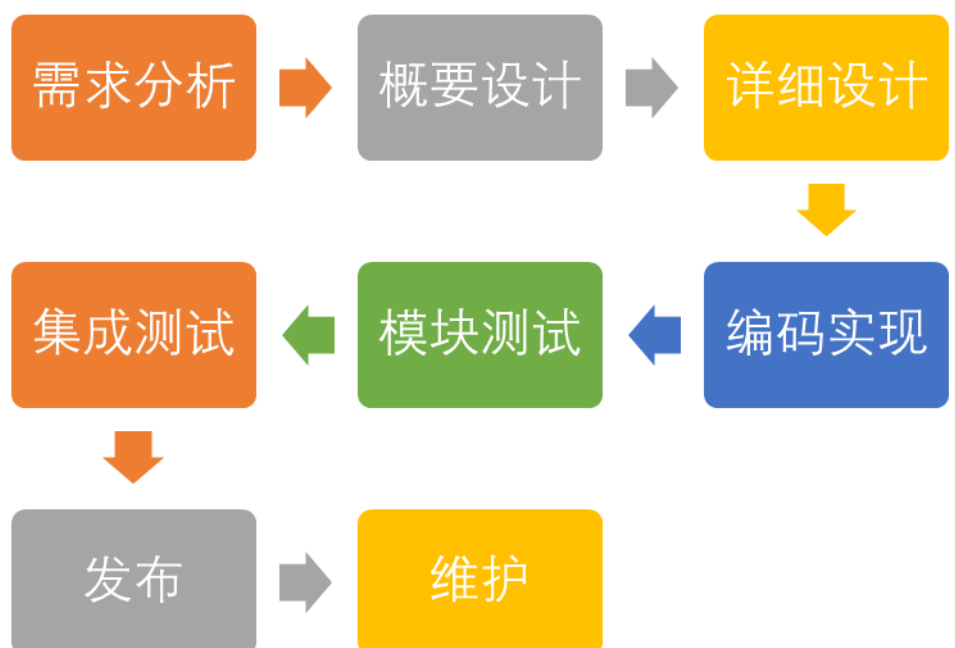 需求分析
概要设计
详细设计
编码实现
模块测试
集成测试
发布
维护